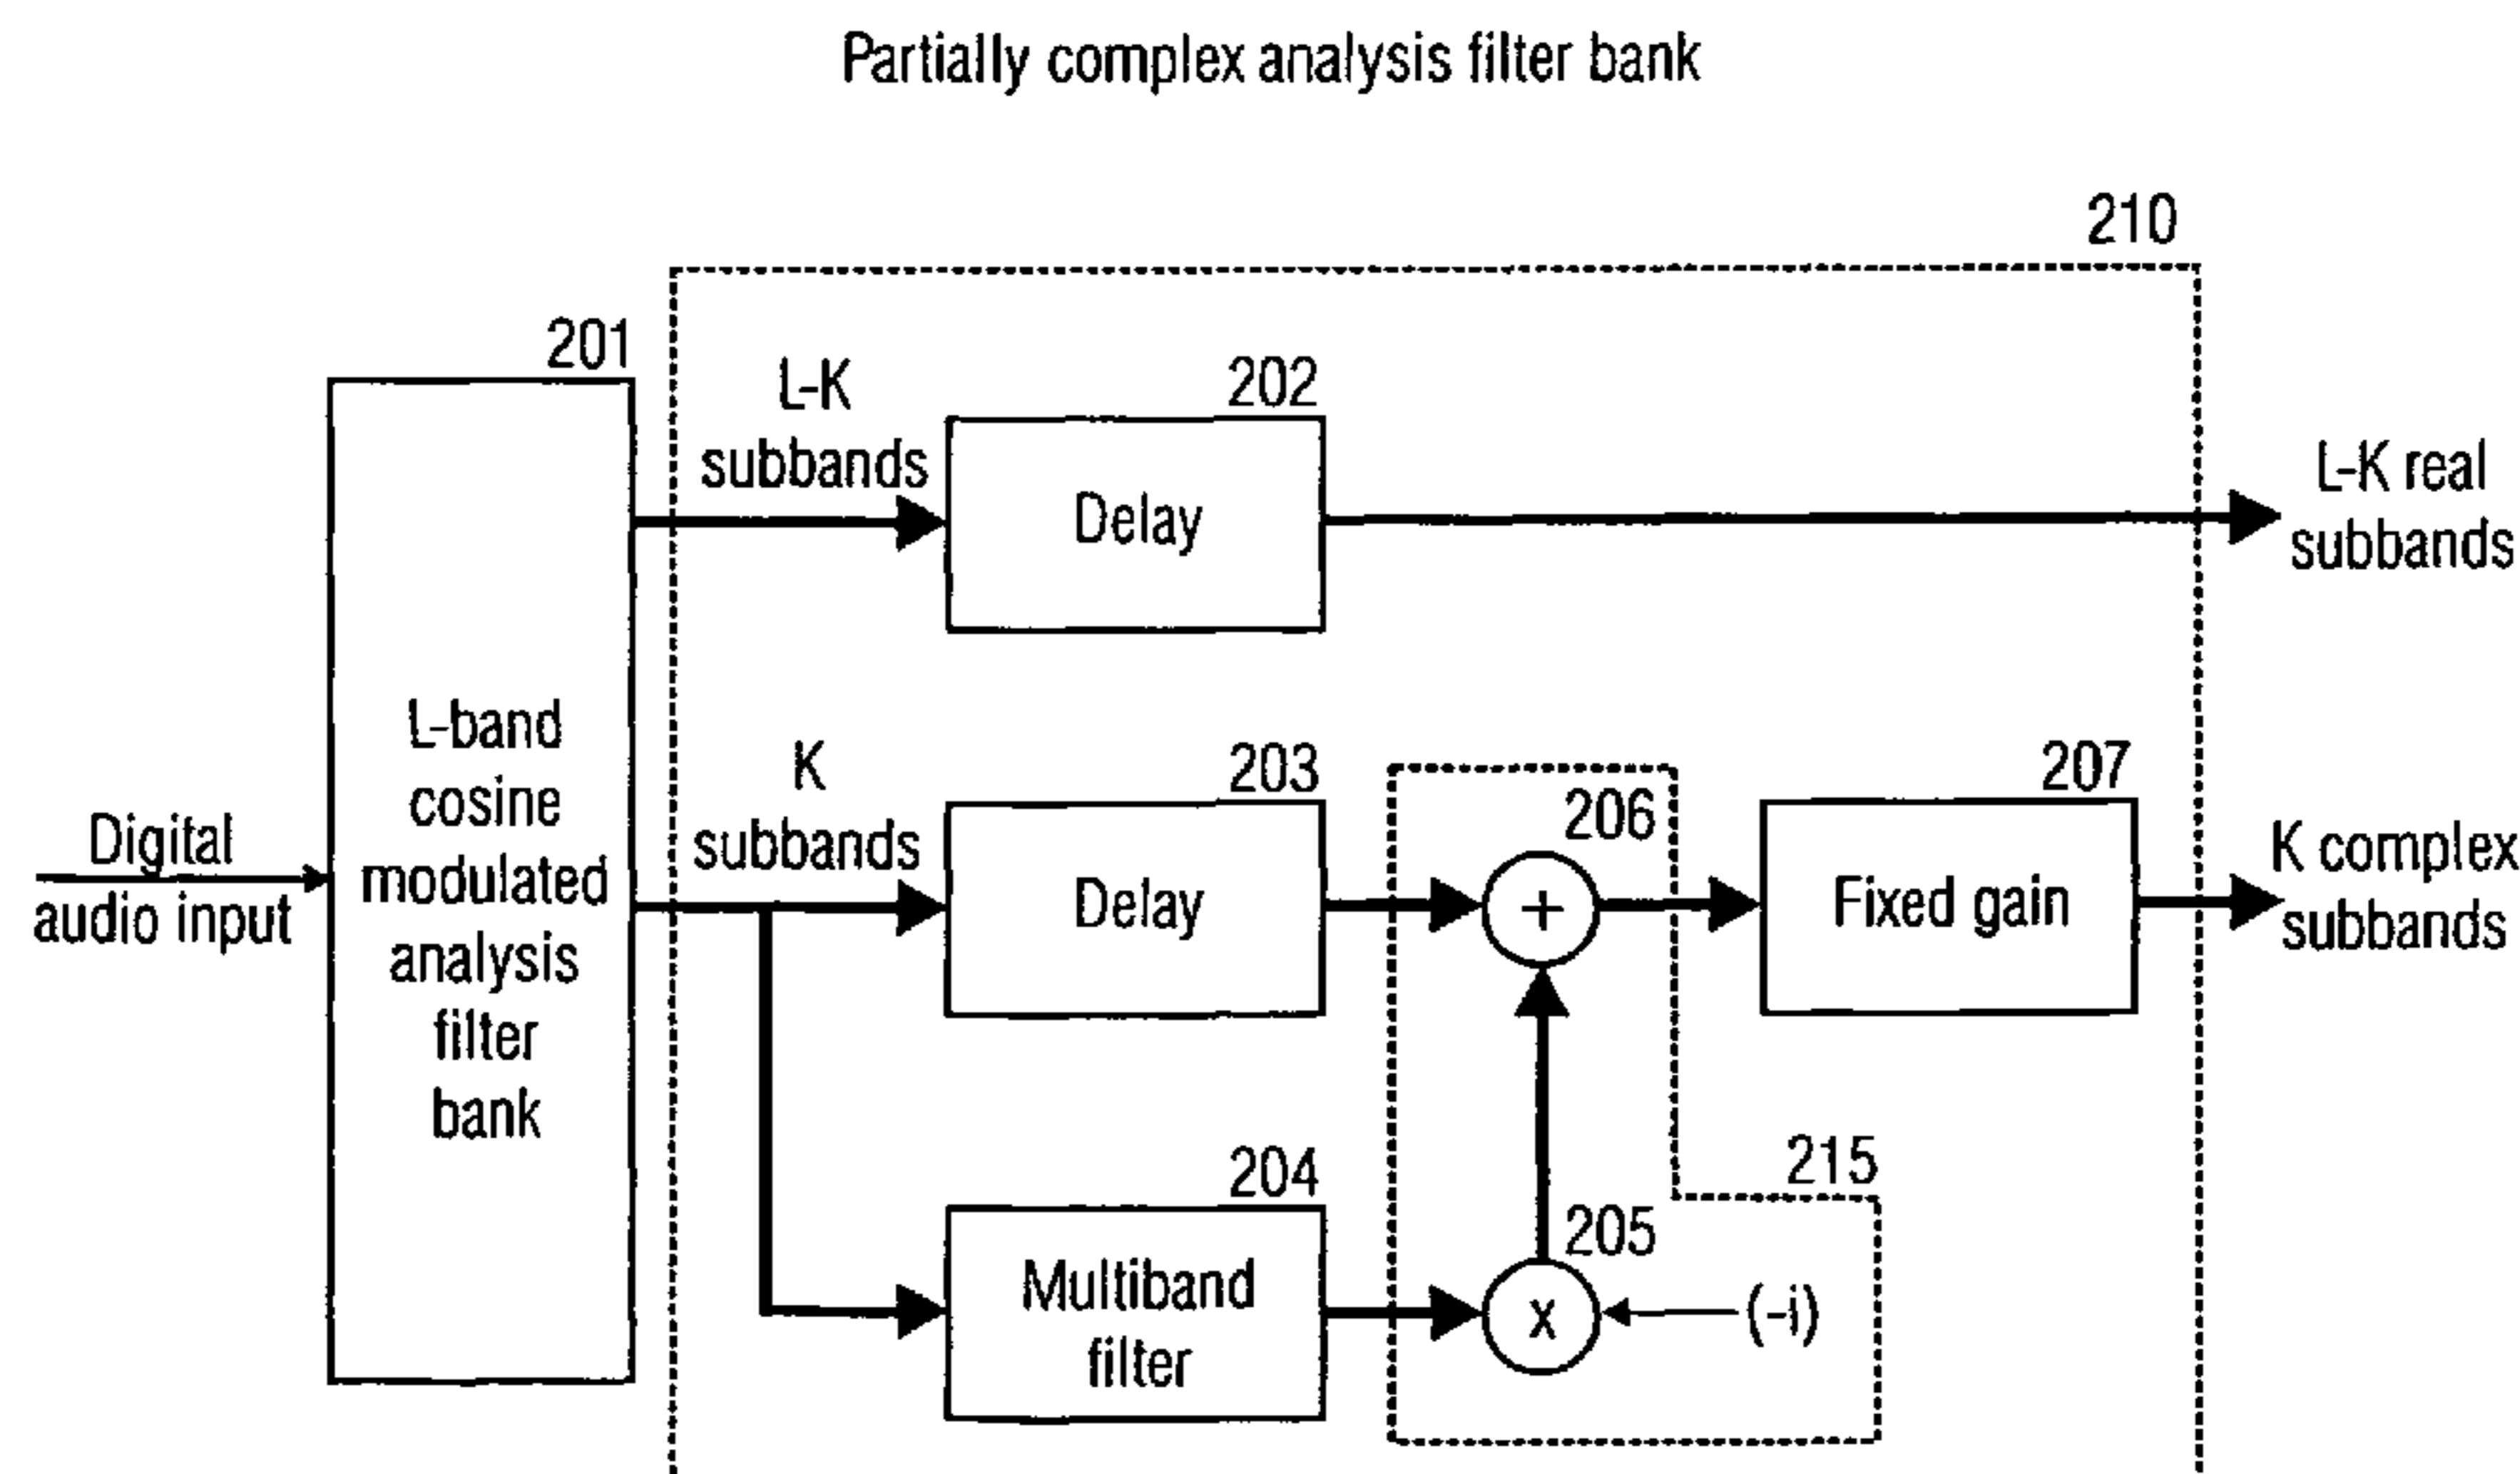 Partially complex analysis filter bank
210
201
L-K
subbands
202
Delay
L-K real
subbands
L-band
cosine
modulated
analysis
filter
bank
Digital
audio input
K
subbands
203
Delay
206
+
207
Fixed gain
K complex
subbands
204
Multiband
filter
215
205
x
(-i)